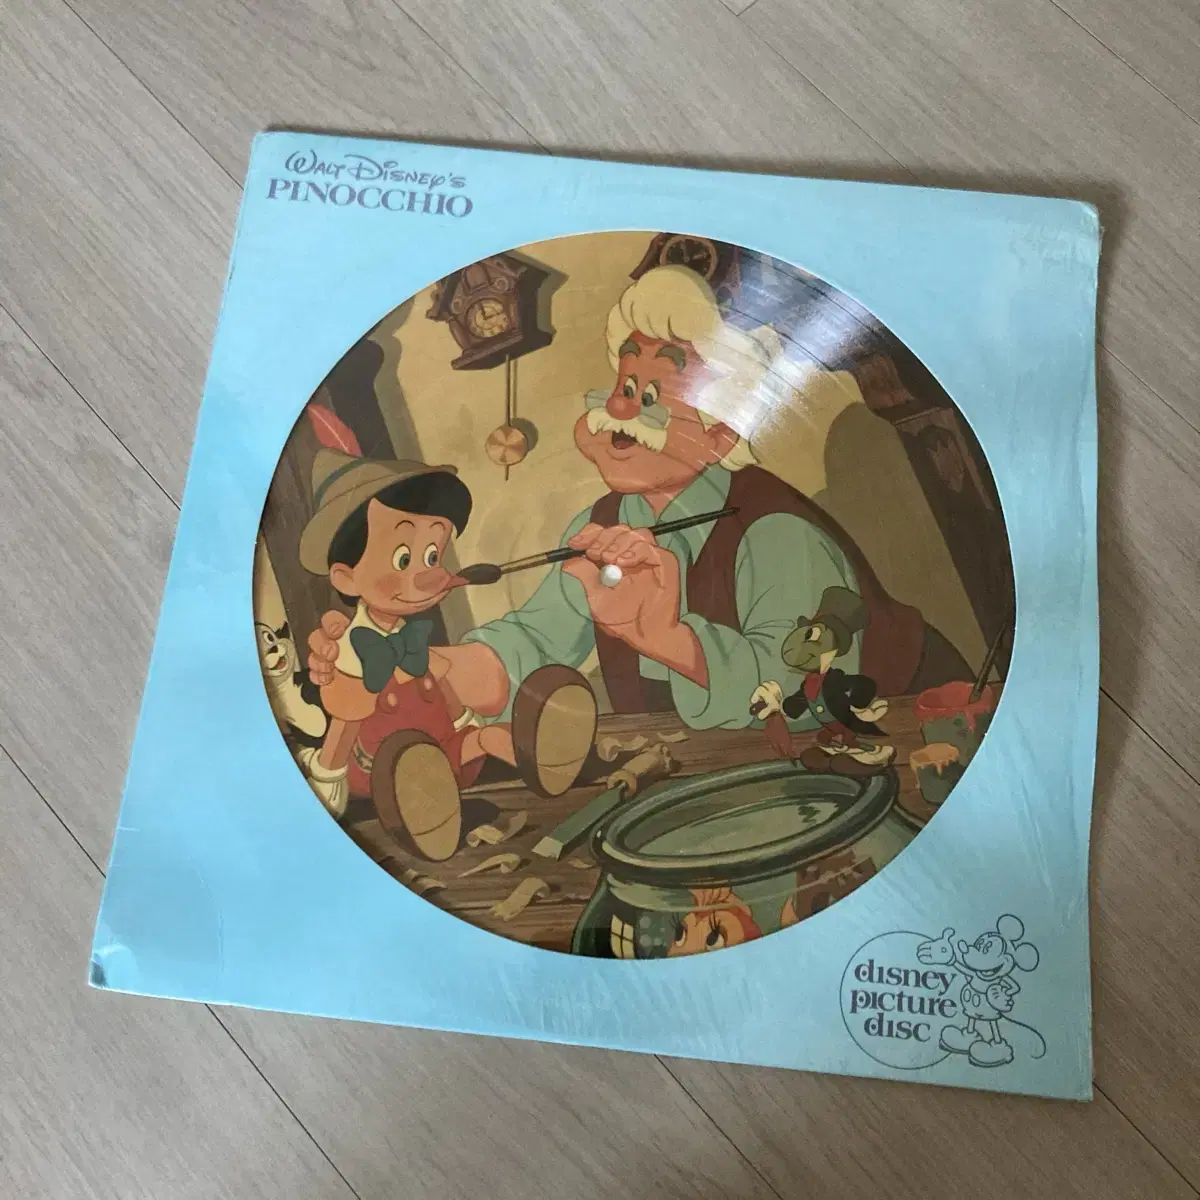 Walt Disney's
PINOCCHIO
disney
picture
disc